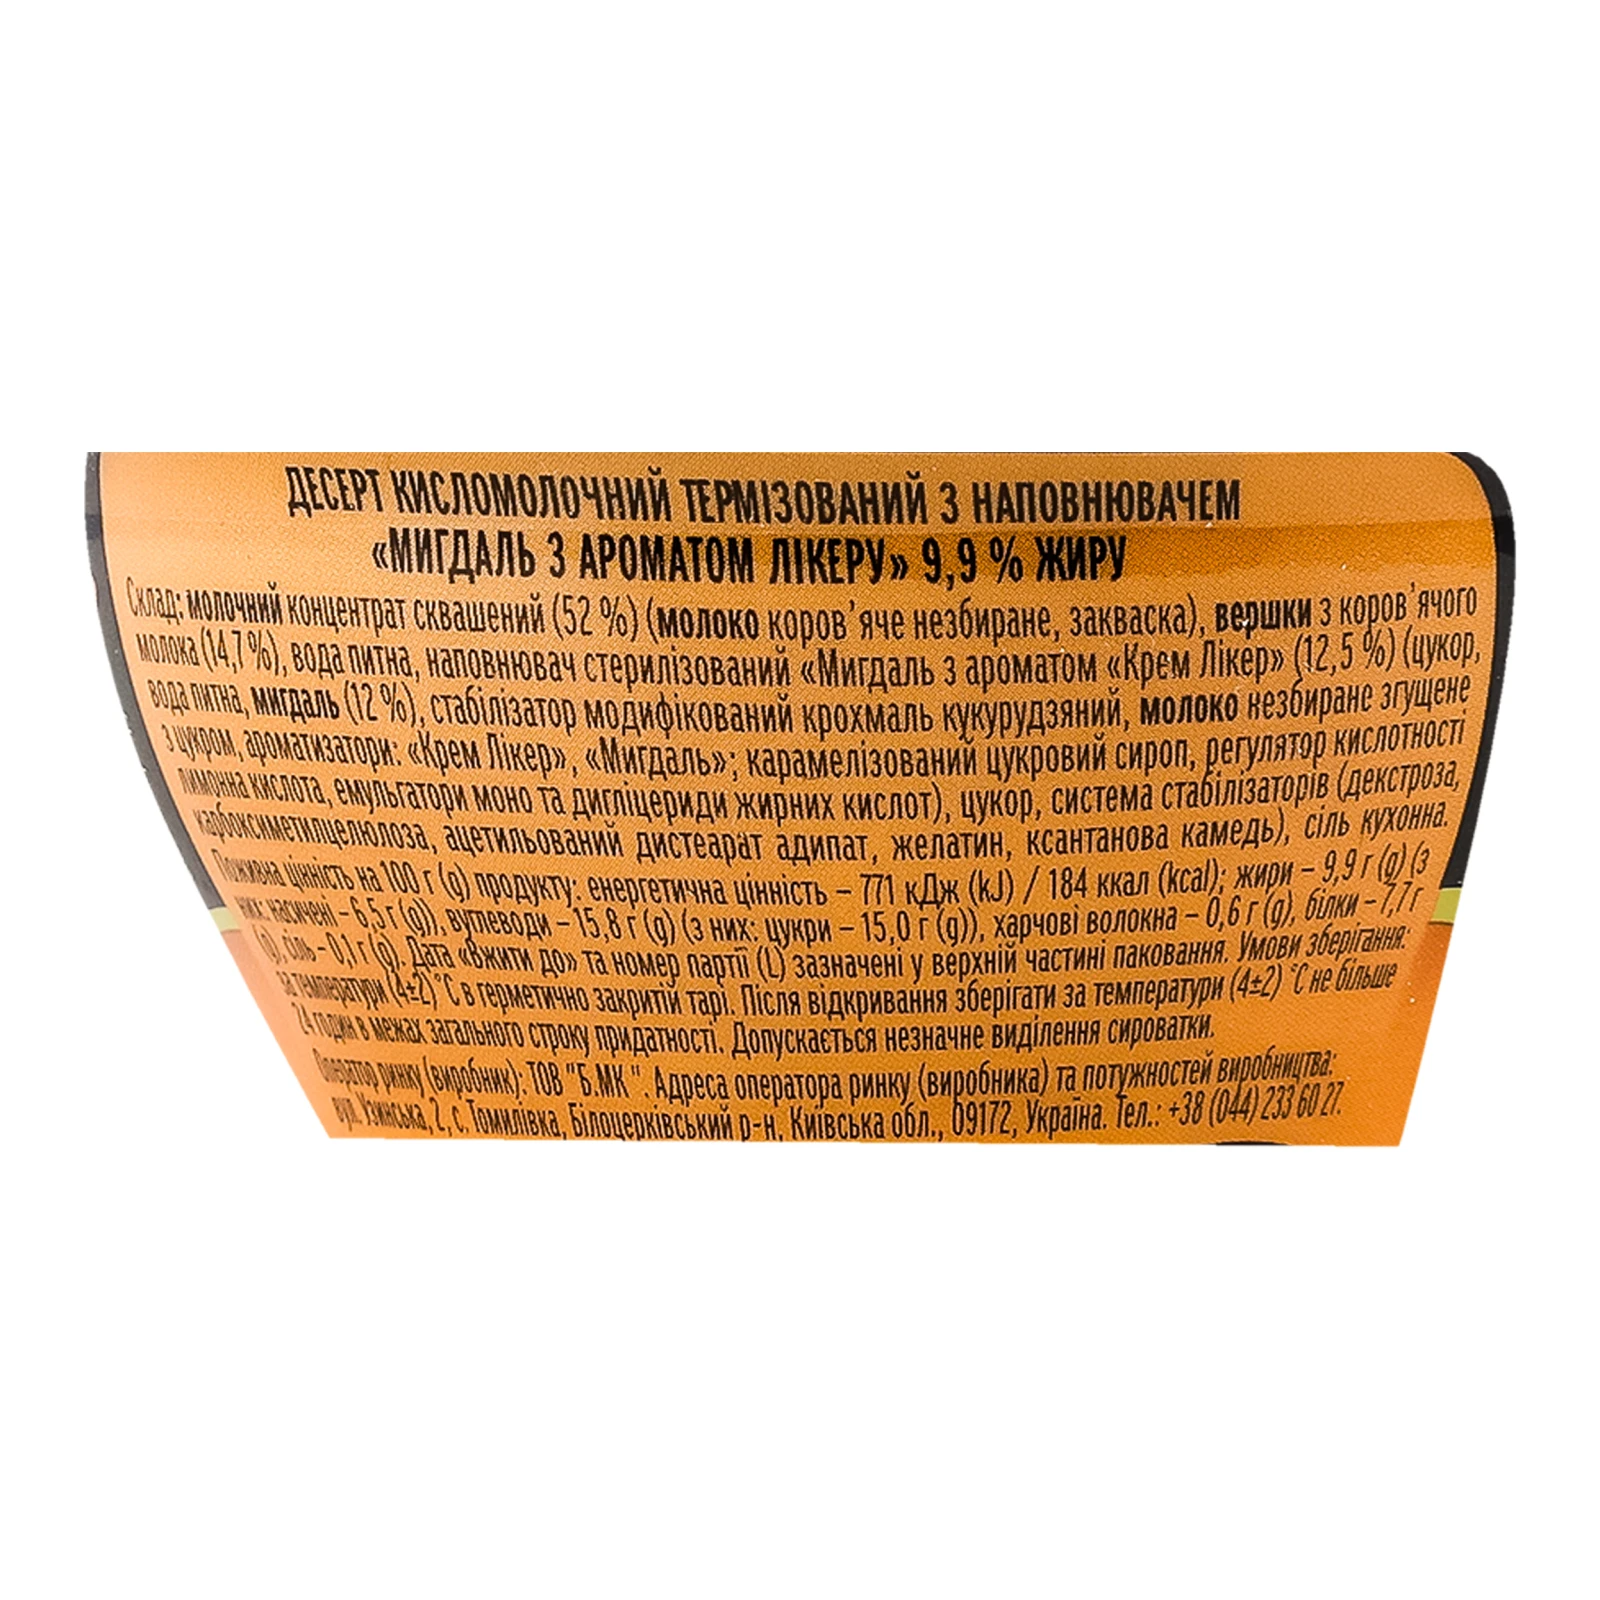 ДЕСЕРТ КИСЛОМОЛОЧНИЙ ТЕРМІЗОВАНИЙ З НАПОВНЮВАЧЕМ
«МИГДАЛЬ З АРОМАТОМ ЛІКЕРУ» 9,9 % ЖИРУ
Склад: молочний концентрат сквашений (52 %) (молоко коров'яче незбиране, закваска), вершки з коров'ячого
молока (14,7 %), вода питна, наповнювач стерилізований «Мигдаль з ароматом «Крем Лікер» (12,5 %) (цукор,
вода питна, мигдаль (12 %), стабілізатор модифікований крохмаль кукурудзяний, молоко незбиране згущене
з цукром, ароматизатори: «Крем Лікер», «Мигдаль»; карамелізований цукровий сироп, регулятор кислотності
лимонна кислота, емульгатори моно та дигліцериди жирних кислот), цукор, система стабілізаторів (декстроза,
карбоксиметилцелюлоза, ацетильований дистеарат адипат, желатин, ксантанова камедь), сіль кухонна.
Поживна цінність на 100 г (g) продукту: енергетична цінність – 771 кДж (kJ) / 184 ккал (kcal); жири – 9,9 г (g) (з
них: насичені – 6,5 г (g)), вуглеводи – 15,8 г (g) (з них: цукри – 15,0 г (g)), харчові волокна – 0,6 г (g), білки – 7,7 г
(g), сіль – 0,1 г (g). Дата «Вжити до» та номер партії (L) зазначені у верхній частині паковання. Умови зберігання:
за температури (4±2) °С в герметично закритій тарі. Після відкривання зберігати за температури (4±2) °С не більше
24 годин в межах загального строку придатності. Допускається незначне виділення сироватки.
Оператор ринку (виробник): ТОВ "Б.МК". Адреса оператора ринку (виробника) та потужностей виробництва:
вул. Узинська, 2, с. Томилівка, Білоцерківський р-н, Київська обл., 09172, Україна. Тел.: +38 (044) 233 60 27.